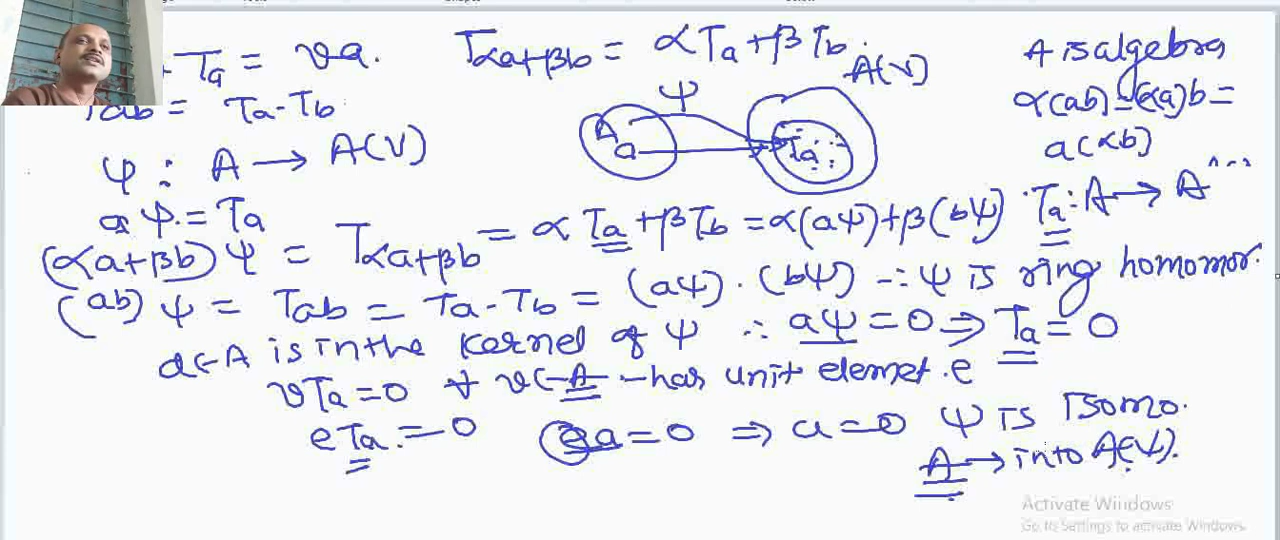 Ta = va. Tαa+βb = αTa+βTb.
Tab = Ta·Tb
A is algebra
α(ab) = (αa)b =
a(αb)
ψ A(V)
A
a Ta
φ : A → A(V)
aψ = Ta
Ta: A → A
(αa+βb)ψ = Tαa+βb = αTa+βTb = α(aψ)+β(bψ)
(ab)ψ = Tab = Ta·Tb = (aψ)·(bψ) ∴ ψ is ring homomor.
a∈A is in the kernel of ψ ∴ aψ=0 ⇒ Ta=0
vTa=0 ∀ v∈A - has unit elemet.e
eTa=0 ea=0 ⇒ a=0 ψ is isomo.
A → into A(ψ).
Activate Windows
Go to Settings to activate Windows.